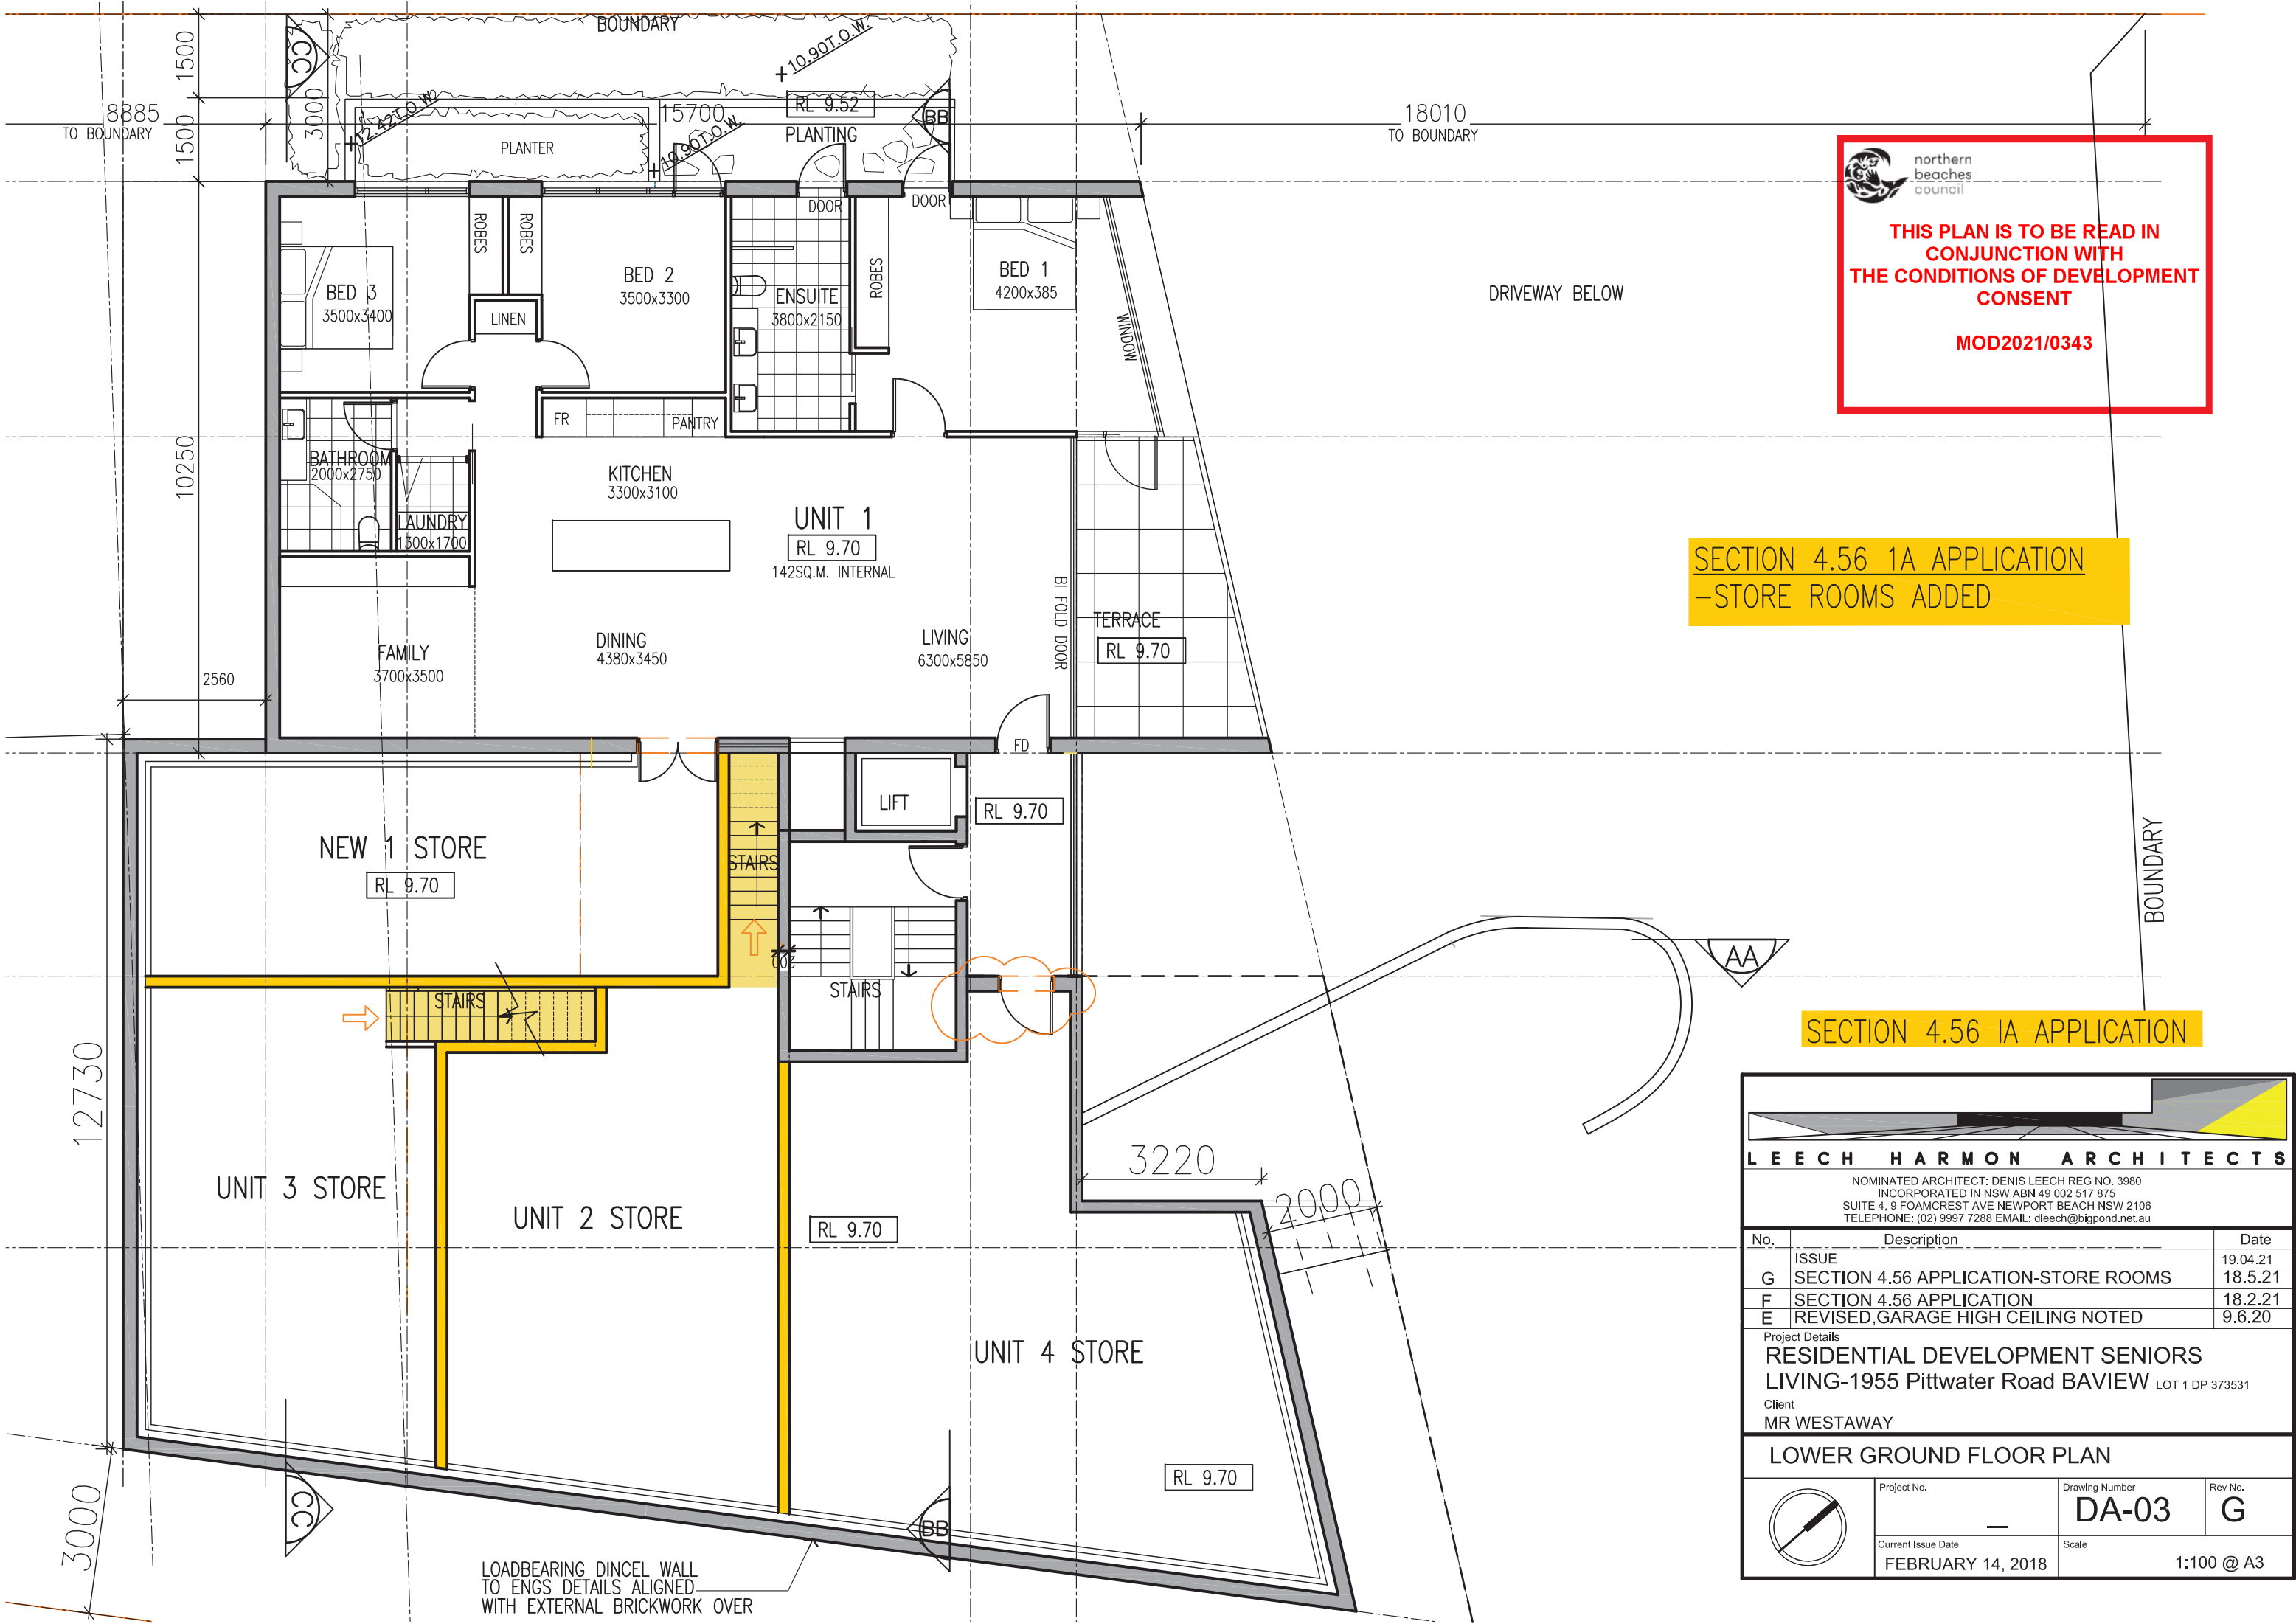 BOUNDARY
CC
+10.90T.O.W.
1500
3000
8885
TO BOUNDARY
+12.42T.O.W.
15700
RL 9.52
BB
18010
TO BOUNDARY
1500
PLANTER
+10.90T.O.W.
PLANTING
northern
beaches
council
THIS PLAN IS TO BE READ IN
CONJUNCTION WITH
THE CONDITIONS OF DEVELOPMENT
CONSENT
MOD2021/0343
DOOR
DOOR
ROBES
ROBES
BED 3
3500x3400
BED 2
3500x3300
ENSUITE
3800x2150
ROBES
BED 1
4200x385
DRIVEWAY BELOW
LINEN
WINDOW
FR
PANTRY
10250
BATHROOM
2000x2750
KITCHEN
3300x3100
LAUNDRY
1300x1700
UNIT 1
RL 9.70
142SQ.M. INTERNAL
SECTION 4.56 1A APPLICATION
-STORE ROOMS ADDED
BI FOLD DOOR
TERRACE
RL 9.70
FAMILY
3700x3500
DINING
4380x3450
LIVING
6300x5850
2560
FD
LIFT
RL 9.70
NEW 1 STORE
RL 9.70
STAIRS
BOUNDARY
200
STAIRS
STAIRS
AA
SECTION 4.56 IA APPLICATION
12730
UNIT 3 STORE
UNIT 2 STORE
RL 9.70
3220
2000
UNIT 4 STORE
RL 9.70
3000
CC
BB
LOADBEARING DINCEL WALL
TO ENGS DETAILS ALIGNED
WITH EXTERNAL BRICKWORK OVER
LEECH HARMON ARCHITECTS
NOMINATED ARCHITECT: DENIS LEECH REG NO. 3980
INCORPORATED IN NSW ABN 49 002 517 875
SUITE 4, 9 FOAMCREST AVE NEWPORT BEACH NSW 2106
TELEPHONE: (02) 9997 7288 EMAIL: dleech@bigpond.net.au
No. Description Date
ISSUE 19.04.21
G SECTION 4.56 APPLICATION-STORE ROOMS 18.5.21
F SECTION 4.56 APPLICATION 18.2.21
E REVISED,GARAGE HIGH CEILING NOTED 9.6.20
Project Details
RESIDENTIAL DEVELOPMENT SENIORS
LIVING-1955 Pittwater Road BAVIEW LOT 1 DP 373531
Client
MR WESTAWAY
LOWER GROUND FLOOR PLAN
Project No.
_
Drawing Number
DA-03
Rev No.
G
Current Issue Date
FEBRUARY 14, 2018
Scale
1:100 @ A3